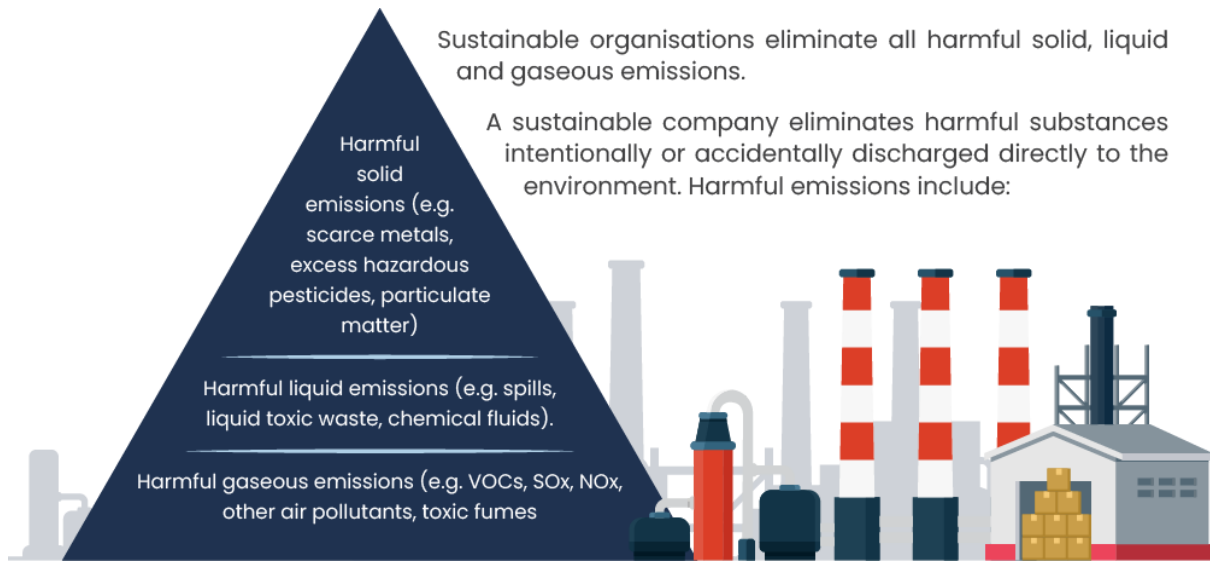 Sustainable organisations eliminate all harmful solid, liquid
and gaseous emissions.
A sustainable company eliminates harmful substances
intentionally or accidentally discharged directly to the
environment. Harmful emissions include:
Harmful
solid
emissions (e.g.
scarce metals,
excess hazardous
pesticides, particulate
matter)
Harmful liquid emissions (e.g. spills,
liquid toxic waste, chemical fluids).
Harmful gaseous emissions (e.g. VOCs, SOx, NOx,
other air pollutants, toxic fumes